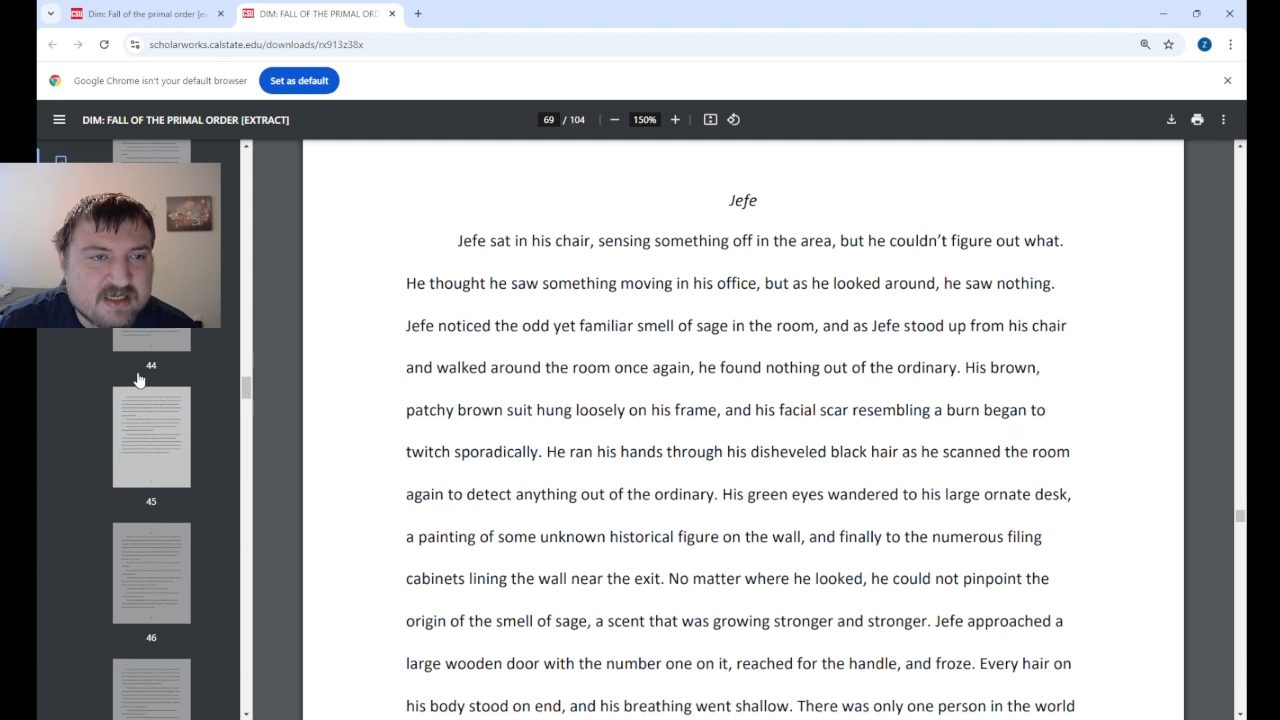 Dim: Fall of the primal order [e
DIM: FALL OF THE PRIMAL ORD
scholarworks.calstate.edu/downloads/rx913z38x
Z
Google Chrome isn't your default browser
Set as default
DIM: FALL OF THE PRIMAL ORDER [EXTRACT]
69 / 104
150%
Jefe
Jefe sat in his chair, sensing something off in the area, but he couldn't figure out what.
He thought he saw something moving in his office, but as he looked around, he saw nothing.
Jefe noticed the odd yet familiar smell of sage in the room, and as Jefe stood up from his chair
and walked around the room once again, he found nothing out of the ordinary. His brown,
patchy brown suit hung loosely on his frame, and his facial scar resembling a burn began to
twitch sporadically. He ran his hands through his disheveled black hair as he scanned the room
again to detect anything out of the ordinary. His green eyes wandered to his large ornate desk,
a painting of some unknown historical figure on the wall, and finally to the numerous filing
cabinets lining the wall near the exit. No matter where he looked, he could not pinpoint the
origin of the smell of sage, a scent that was growing stronger and stronger. Jefe approached a
large wooden door with the number one on it, reached for the handle, and froze. Every hair on
his body stood on end, and his breathing went shallow. There was only one person in the world
44
45
46